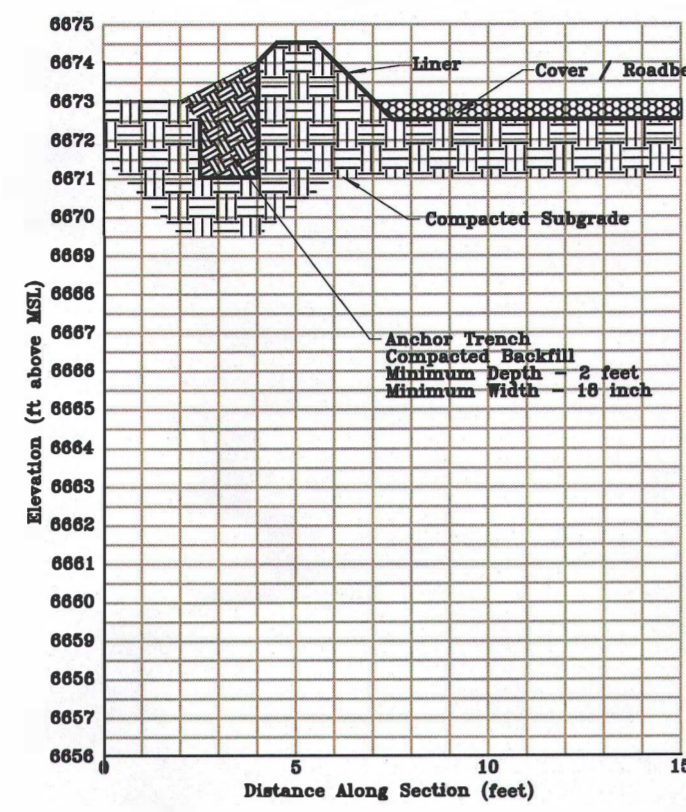 6675
6674
6673
6672
6671
6670
6669
6668
6667
6666
6665
6664
6663
6662
6661
6660
6659
6658
6657
6656
Elevation (ft above MSL)
Liner
Cover / Roadbe
Compacted Subgrade
Anchor Trench
Compacted Backfill
Minimum Depth - 2 feet
Minimum Width - 18 inch
0 5 10 15
Distance Along Section (feet)